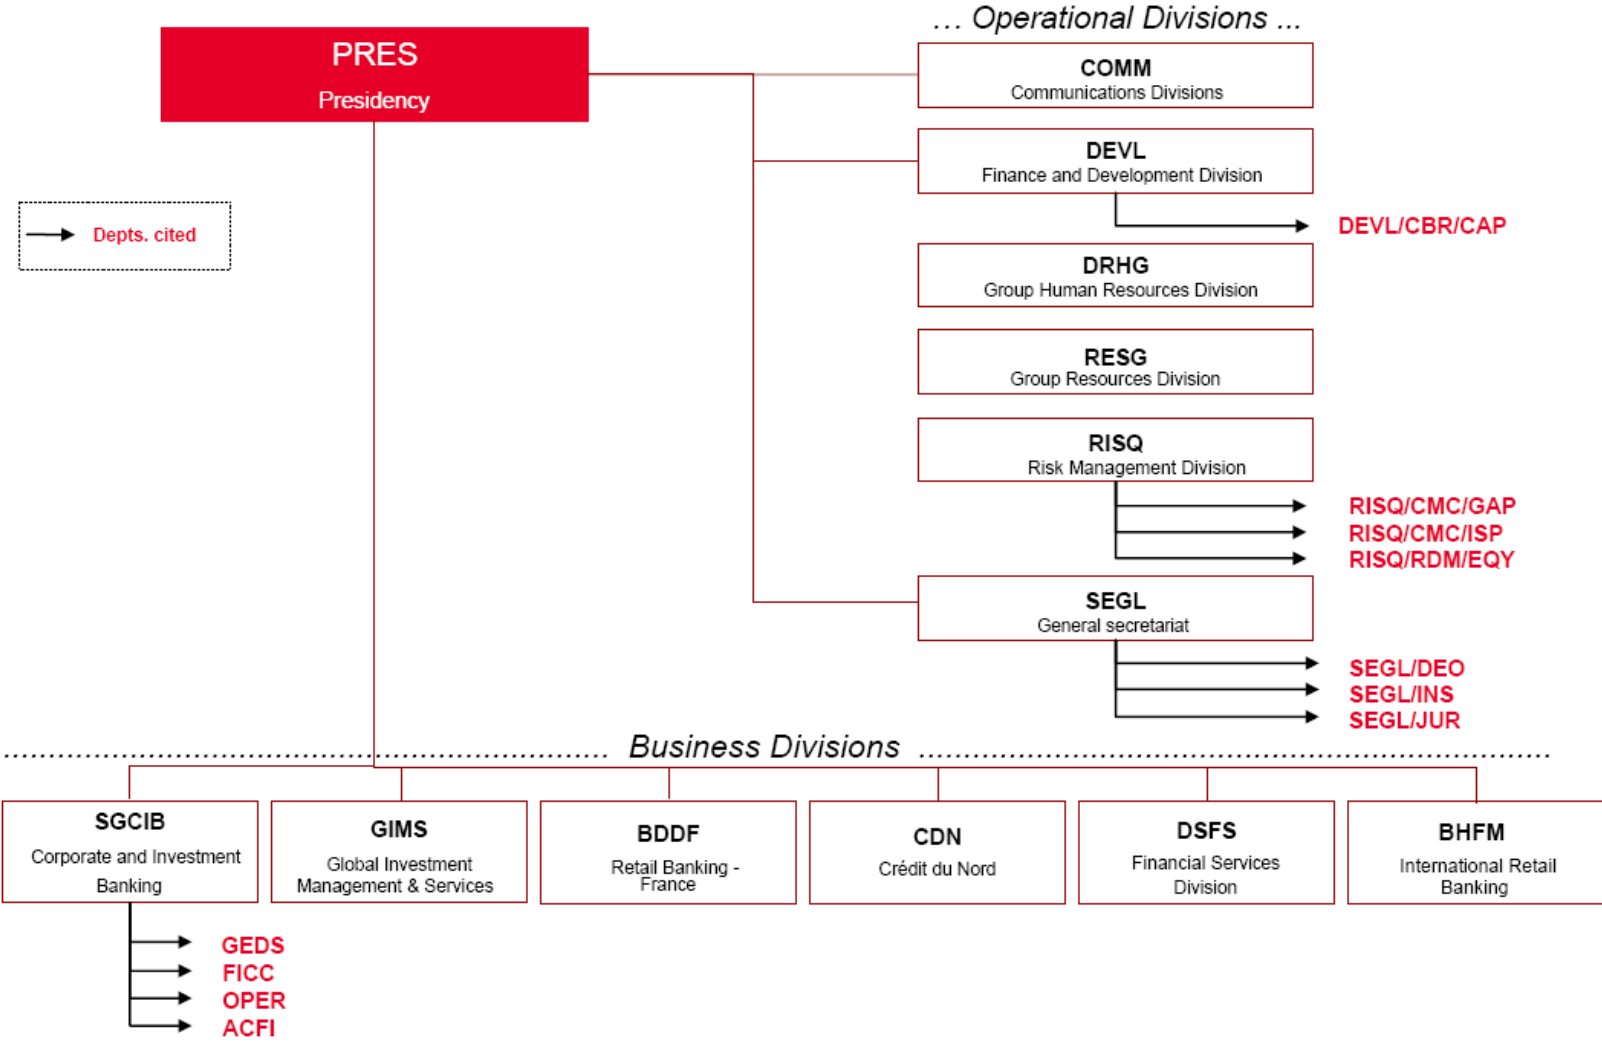 ... Operational Divisions ...
PRES
Presidency
COMM
Communications Divisions
DEVL
Finance and Development Division
DEVL/CBR/CAP
Depts. cited
DRHG
Group Human Resources Division
RESG
Group Resources Division
RISQ
Risk Management Division
RISQ/CMC/GAP
RISQ/CMC/ISP
RISQ/RDM/EQY
SEGL
General secretariat
SEGL/DEO
SEGL/INS
SEGL/JUR
Business Divisions
SGCIB
Corporate and Investment
Banking
GIMS
Global Investment
Management & Services
BDDF
Retail Banking -
France
CDN
Crédit du Nord
DSFS
Financial Services
Division
BHFM
International Retail
Banking
GEDS
FICC
OPER
ACFI